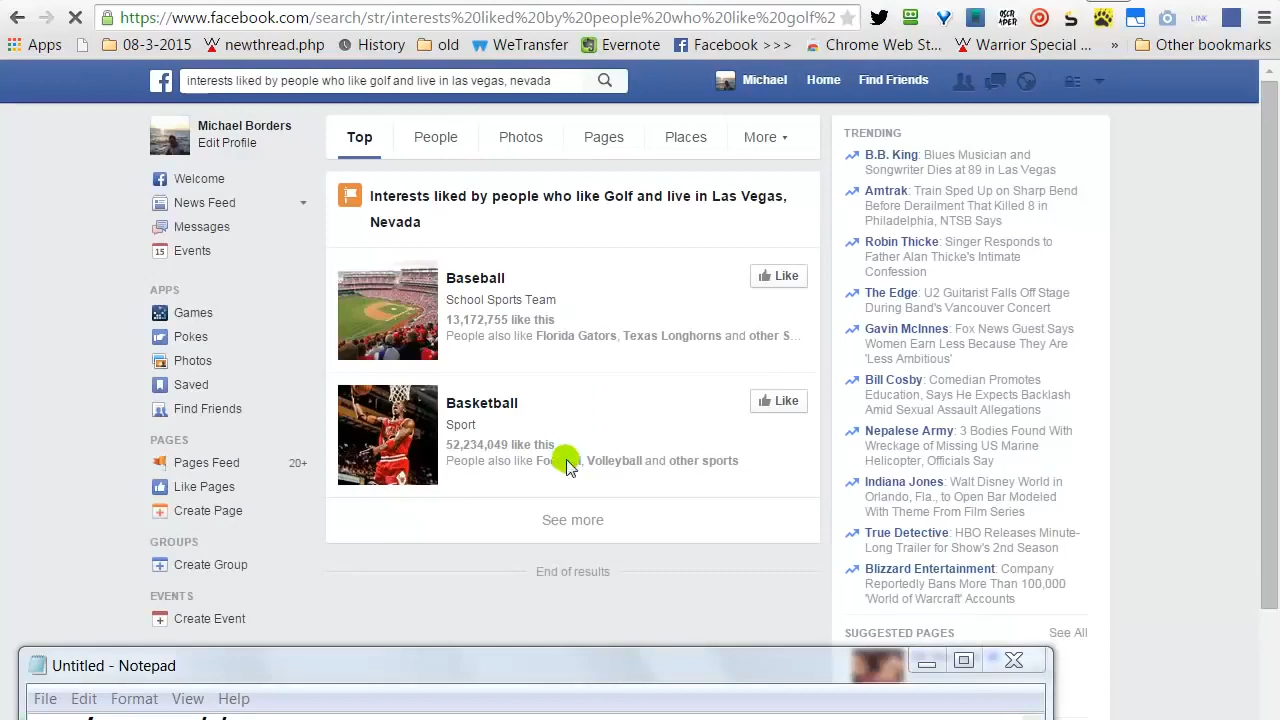 https://www.facebook.com/search/str/interests%20liked%20by%20people%20who%20like%20golf%2
LINK
Apps
08-3-2015
newthread.php
History
old
WeTransfer
Evernote
Facebook >>>
Chrome Web St...
Warrior Special ...
»
Other bookmarks
interests liked by people who like golf and live in las vegas, nevada
Michael
Home
Find Friends
Michael Borders
Edit Profile
Welcome
News Feed
Messages
15 Events
APPS
Games
Pokes
Photos
Saved
Find Friends
PAGES
Pages Feed 20+
Like Pages
Create Page
GROUPS
Create Group
EVENTS
Create Event
Top
People
Photos
Pages
Places
More
Interests liked by people who like Golf and live in Las Vegas,
Nevada
Baseball
Like
School Sports Team
13,172,755 like this
People also like Florida Gators, Texas Longhorns and other S...
Basketball
Like
Sport
52,234,049 like this
People also like Volleyball and other sports
See more
End of results
TRENDING
B.B. King: Blues Musician and
Songwriter Dies at 89 in Las Vegas
Amtrak: Train Sped Up on Sharp Bend
Before Derailment That Killed 8 in
Philadelphia, NTSB Says
Robin Thicke: Singer Responds to
Father Alan Thicke's Intimate
Confession
The Edge: U2 Guitarist Falls Off Stage
During Band's Vancouver Concert
Gavin McInnes: Fox News Guest Says
Women Earn Less Because They Are
'Less Ambitious'
Bill Cosby: Comedian Promotes
Education, Says He Expects Backlash
Amid Sexual Assault Allegations
Nepalese Army: 3 Bodies Found With
Wreckage of Missing US Marine
Helicopter, Officials Say
Indiana Jones: Walt Disney World in
Orlando, Fla., to Open Bar Modeled
With Theme From Film Series
True Detective: HBO Releases Minute-
Long Trailer for Show's 2nd Season
Blizzard Entertainment: Company
Reportedly Bans More Than 100,000
'World of Warcraft' Accounts
SUGGESTED PAGES
See All
Untitled - Notepad
File Edit Format View Help